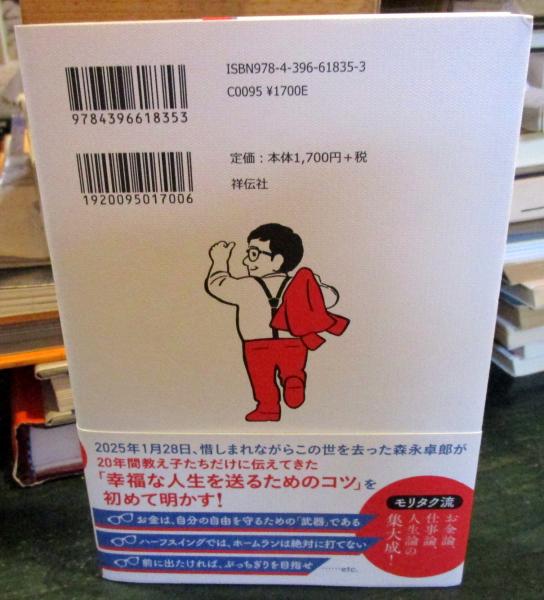 ISBN978-4-396-61835-3
C0095 ¥1700E
9784396618353
定価：本体1,700円＋税
祥伝社
1920095017006
2025年1月28日、惜しまれながらこの世を去った森永卓郎が
20年間教え子たちだけに伝えてきた
「幸福な人生を送るためのコツ」を
初めて明かす!
モリタク流
お金論、
仕事論、
人生論の
集大成!
お金は、自分の自由を守るための「武器」である
ハーフスイングでは、ホームランは絶対に打てない
前に出たければ、ぶっちぎりを目指せ
……etc.